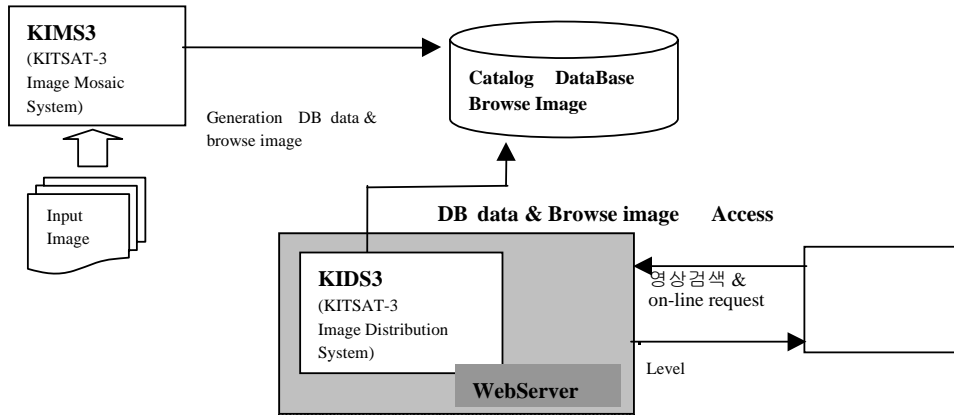 KIMS3
(KITSAT-3
Image Mosaic
System)
Catalog DataBase
Browse Image
Generation DB data &
browse image
Input
Image
DB data & Browse image Access
KIDS3
(KITSAT-3
Image Distribution
System)
WebServer
영상검색 &
on-line request
Level